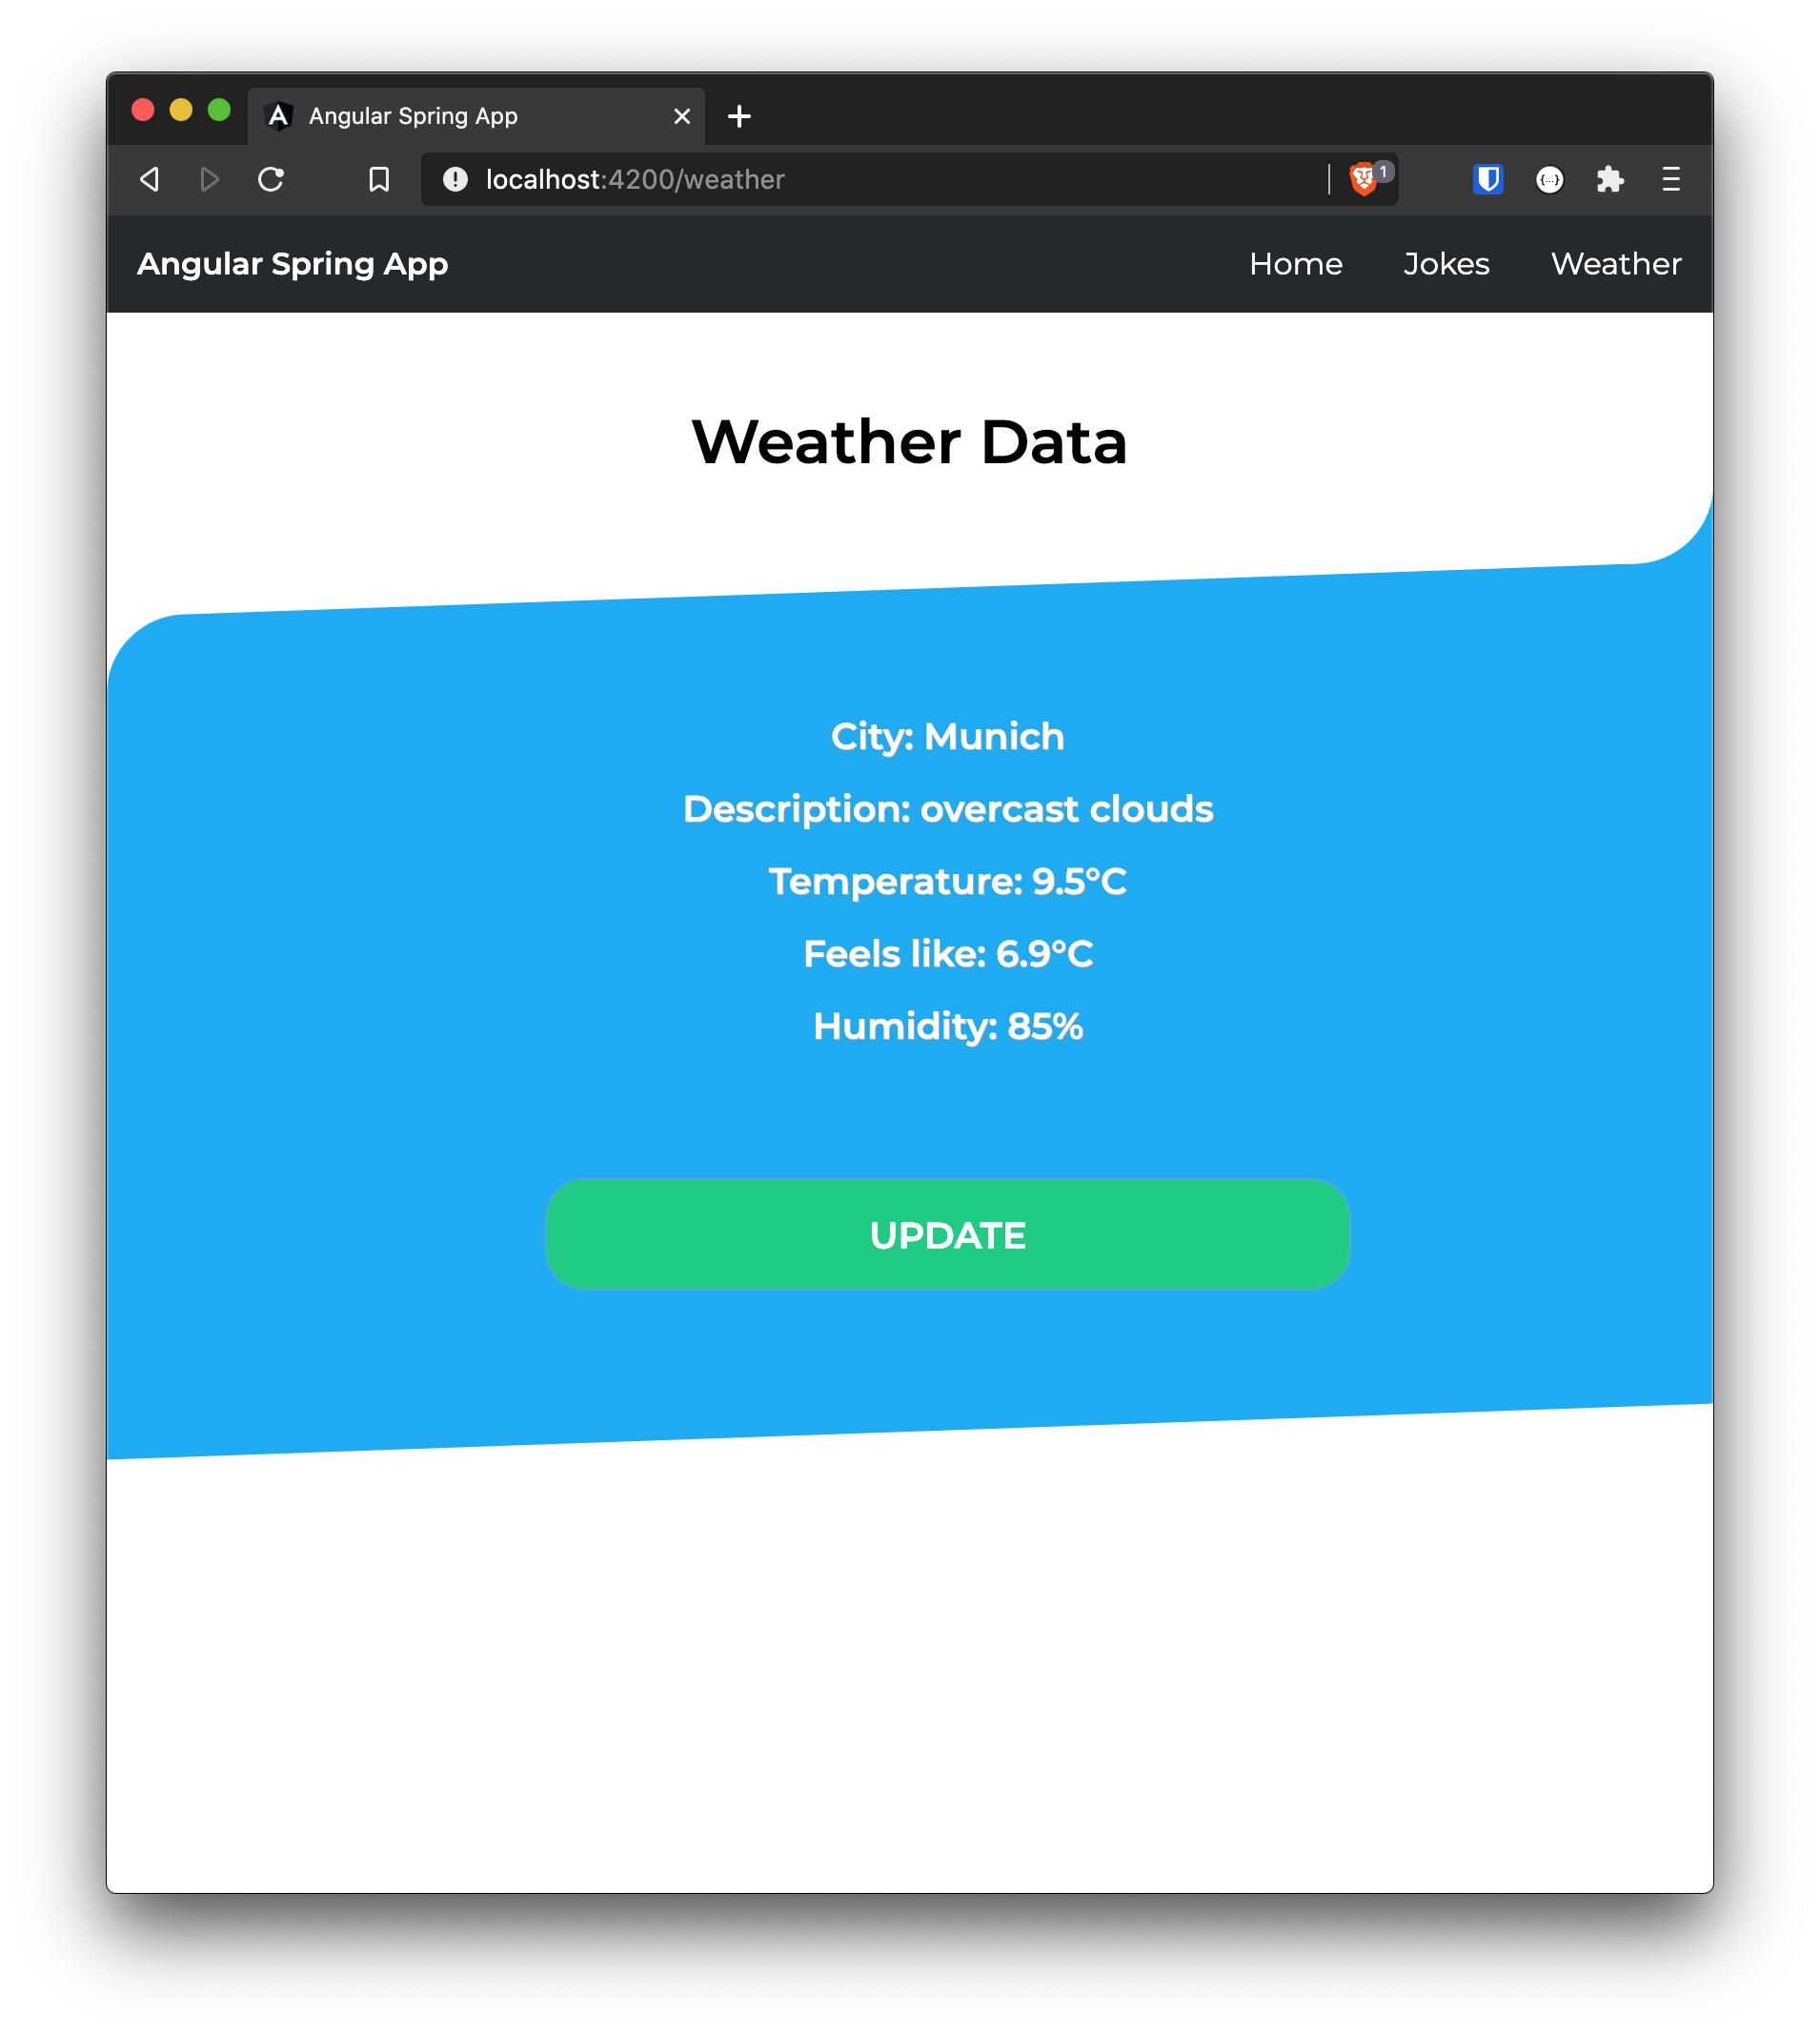 Angular Spring App
localhost:4200/weather
1
Angular Spring App
Home Jokes Weather
Weather Data
City: Munich
Description: overcast clouds
Temperature: 9.5°C
Feels like: 6.9°C
Humidity: 85%
UPDATE